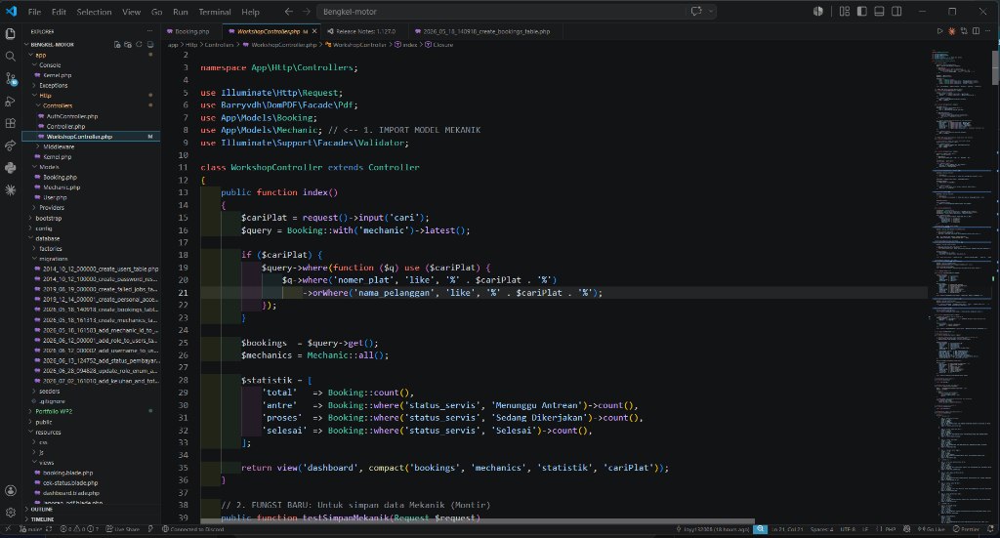 File Edit Selection View Go Run Terminal Help
Bengkel-motor
EXPLORER
BENGKEL-MOTOR
app
Console
Kernel.php
Exceptions
Http
Controllers
AuthController.php
Controller.php
WorkshopController.php M
Middleware
Kernel.php
Models
Booking.php
Mechanic.php
User.php
Providers
bootstrap
config
database
factories
migrations
2014_10_12_000000_create_users_table.php
2014_10_12_100000_create_password_res...
2019_08_19_000000_create_failed_jobs_ta...
2019_12_14_000001_create_personal_acce...
2026_05_18_140918_create_bookings_tabl...
2026_05_18_161313_create_mechanics_ta...
2026_05_18_161503_add_mechanic_id_to_...
2026_06_12_000001_add_role_to_users_ta...
2026_06_12_000002_add_username_to_us...
2026_06_13_124752_add_status_pembayar...
2026_06_28_094828_update_role_enum_a...
2026_07_02_161010_add_keluhan_and_fot...
seeders
.gitignore
Portfolio WP2
public
resources
css
js
views
booking.blade.php
cek-status.blade.php
dashboard.blade.php
OUTLINE
TIMELINE
Booking.php
WorkshopController.php M
Release Notes: 1.127.0
2026_05_18_140918_create_bookings_table.php
app > Http > Controllers > WorkshopController.php > WorkshopController > index > Closure
2
3 namespace App\Http\Controllers;
4
5 use Illuminate\Http\Request;
6 use Barryvdh\DomPDF\Facade\Pdf;
7 use App\Models\Booking;
8 use App\Models\Mechanic; // <-- 1. IMPORT MODEL MEKANIK
9 use Illuminate\Support\Facades\Validator;
10
11 class WorkshopController extends Controller
12 {
13 public function index()
14 {
15 $cariPlat = request()->input('cari');
16 $query = Booking::with('mechanic')->latest();
17
18 if ($cariPlat) {
19 $query->where(function ($q) use ($cariPlat) {
20 $q->where('nomer_plat', 'like', '%' . $cariPlat . '%')
21 ->orWhere('nama_pelanggan', 'like', '%' . $cariPlat . '%');
22 });
23 }
24
25 $bookings = $query->get();
26 $mechanics = Mechanic::all();
27
28 $statistik = [
29 'total' => Booking::count(),
30 'antre' => Booking::where('status_servis', 'Menunggu Antrean')->count(),
31 'proses' => Booking::where('status_servis', 'Sedang Dikerjakan')->count(),
32 'selesai' => Booking::where('status_servis', 'Selesai')->count(),
33 ];
34
35 return view('dashboard', compact('bookings', 'mechanics', 'statistik', 'cariPlat'));
36 }
37
38 // 2. FUNGSI BARU: Untuk simpan data Mekanik (Montir)
39 public function testSimpanMekanik(Request $request)
main* 0 0 7 Live Share Connected to Discord
Ln 21, Col 21 Spaces: 4 UTF-8 LF PHP Go Live Prettier